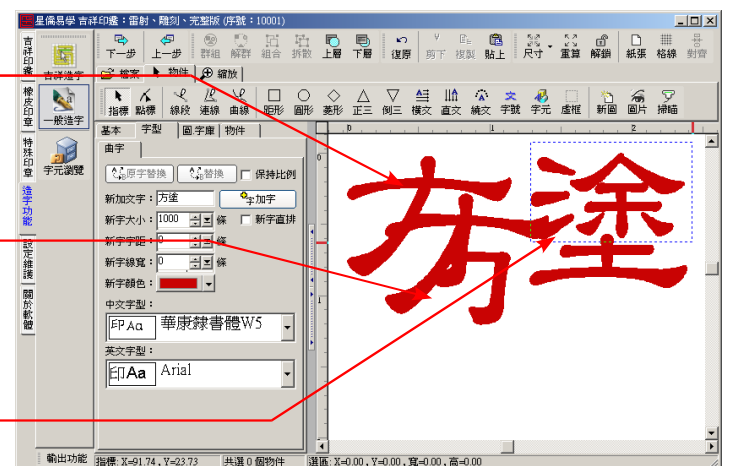 星僑易學 吉祥印鑑：雷射、雕刻、完整版 (序號：10001)
吉祥印鑑
橡皮印章
特殊印章
造字功能
設定維護
關於軟體
吉祥造字
一般造字
字元瀏覽
輸出功能
下一步 上一步 群組 解群 組合 拆散 上層 下層 復原 剪下 複製 貼上 尺寸 重算 解鎖 紙張 格線 對齊
檔案 物件 縮放
指標 點標 線段 連線 曲線 距形 圓形 菱形 正三 倒三 橫文 直文 繞文 字號 字元 虛框 新圖 圖片 掃瞄
基本 字型 圖字庫 物件
曲字
原字替換 替換 保持比例
新加文字： 方塗 加字
新字大小： 1000 條 新字直排
新字字距： 0 條
新字線寬： 0 條
新字顏色：
中文字型：
印Aα 華康隸書體W5
英文字型：
印Aa Arial
0 1 2
0
1
塗
指標: X=91.74 , Y=23.73 共選 0 個物件 選區: X=0.00 , Y=0.00 , 寬=0.00 , 高=0.00